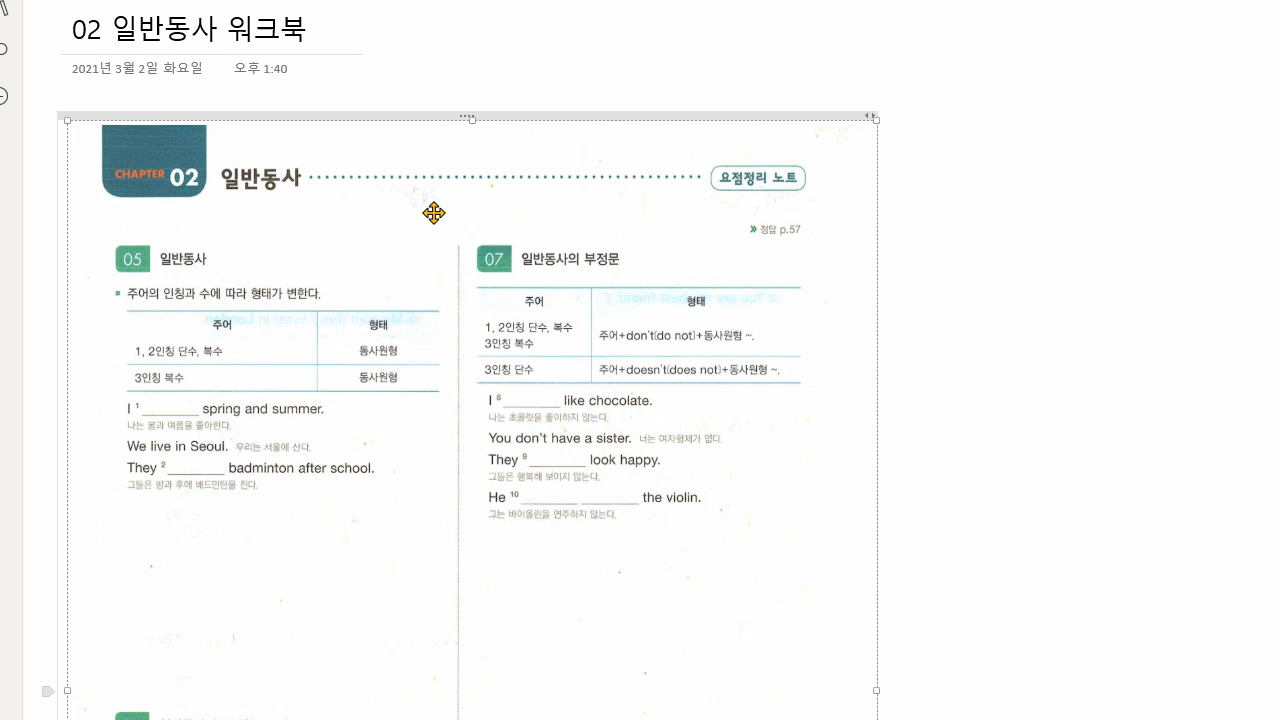 02 일반동사 워크북
2021년 3월 2일 화요일 오후 1:40
CHAPTER 02 일반동사 요점정리 노트
» 정답 p.57
05 일반동사
주어의 인칭과 수에 따라 형태가 변한다.
주어 형태
1, 2인칭 단수, 복수 동사원형
3인칭 복수 동사원형
I 1 ________ spring and summer.
나는 봄과 여름을 좋아한다.
We live in Seoul. 우리는 서울에 산다.
They 2 ________ badminton after school.
그들은 방과 후에 배드민턴을 친다.
07 일반동사의 부정문
주어 형태
1, 2인칭 단수, 복수
3인칭 복수
주어+don't(do not)+동사원형 ~.
3인칭 단수 주어+doesn't(does not)+동사원형 ~.
I 8 ________ like chocolate.
나는 초콜릿을 좋아하지 않는다.
You don't have a sister. 너는 여자형제가 없다.
They 9 ________ look happy.
그들은 행복해 보이지 않는다.
He 10 ________ ________ the violin.
그는 바이올린을 연주하지 않는다.